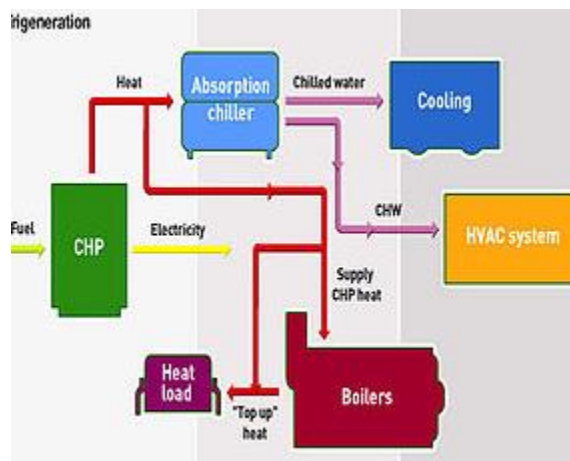 rigeneration
Heat
Absorption
chiller
Chilled water
Cooling
Fuel
CHP
Electricity
CHW
HVAC system
Supply
CHP heat
Heat
load
"Top up"
heat
Boilers